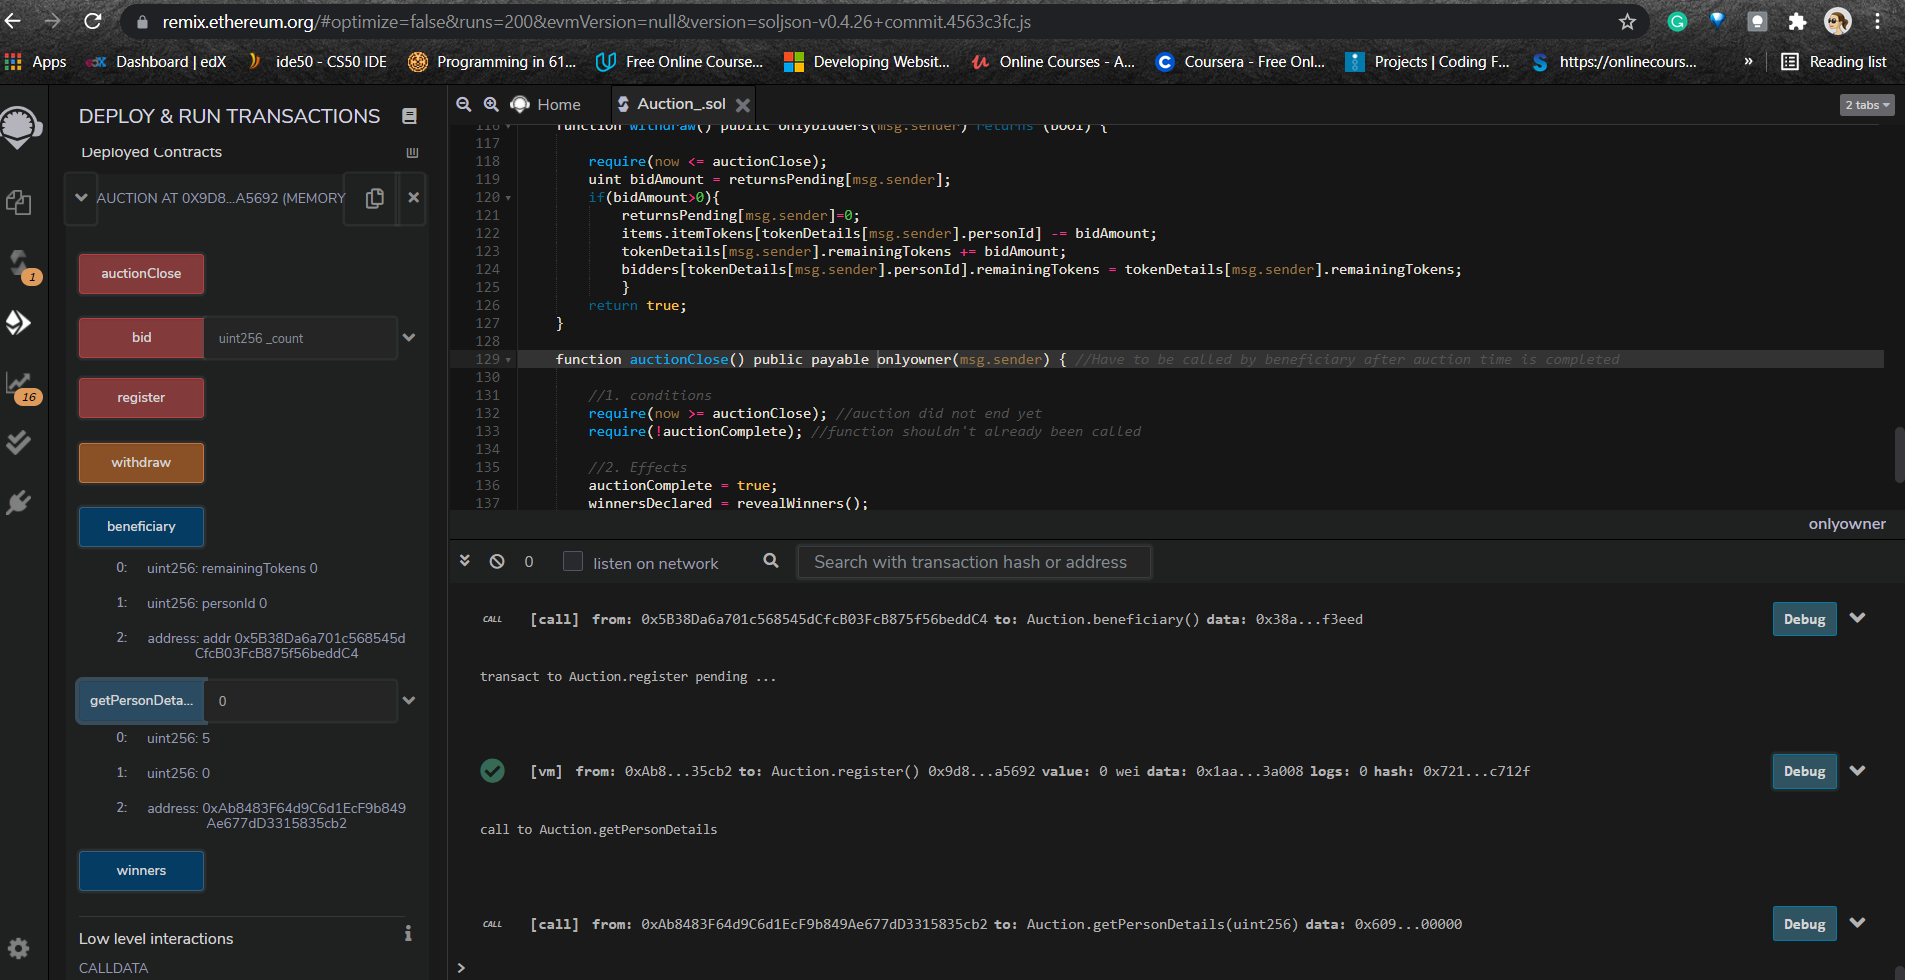 remix.ethereum.org/#optimize=false&runs=200&evmVersion=null&version=soljson-v0.4.26+commit.4563c3fc.js
Apps
Dashboard | edX
ide50 - CS50 IDE
Programming in 61...
Free Online Course...
Developing Websit...
Online Courses - A...
Coursera - Free Onl...
Projects | Coding F...
https://onlinecours...
»
Reading list
DEPLOY & RUN TRANSACTIONS
Deployed Contracts
AUCTION AT 0X9D8...A5692 (MEMORY
auctionClose
bid
uint256 _count
register
withdraw
beneficiary
0: uint256: remainingTokens 0
1: uint256: personId 0
2: address: addr 0x5B38Da6a701c568545d
CfcB03FcB875f56beddC4
getPersonDeta...
0
0: uint256: 5
1: uint256: 0
2: address: 0xAb8483F64d9C6d1EcF9b849
Ae677dD3315835cb2
winners
Low level interactions
i
CALLDATA
1
16
Home
Auction_.sol
2 tabs
116 function withdraw() public onlybidders(msg.sender) returns (bool) {
117
118 require(now <= auctionClose);
119 uint bidAmount = returnsPending[msg.sender];
120 if(bidAmount>0){
121 returnsPending[msg.sender]=0;
122 items.itemTokens[tokenDetails[msg.sender].personId] -= bidAmount;
123 tokenDetails[msg.sender].remainingTokens += bidAmount;
124 bidders[tokenDetails[msg.sender].personId].remainingTokens = tokenDetails[msg.sender].remainingTokens;
125 }
126 return true;
127 }
128
129 function auctionClose() public payable onlyowner(msg.sender) { //Have to be called by beneficiary after auction time is completed
130
131 //1. conditions
132 require(now >= auctionClose); //auction did not end yet
133 require(!auctionComplete); //function shouldn't already been called
134
135 //2. Effects
136 auctionComplete = true;
137 winnersDeclared = revealWinners();
onlyowner
0
listen on network
Search with transaction hash or address
CALL [call] from: 0x5B38Da6a701c568545dCfcB03FcB875f56beddC4 to: Auction.beneficiary() data: 0x38a...f3eed
Debug
transact to Auction.register pending ...
[vm] from: 0xAb8...35cb2 to: Auction.register() 0x9d8...a5692 value: 0 wei data: 0x1aa...3a008 logs: 0 hash: 0x721...c712f
Debug
call to Auction.getPersonDetails
CALL [call] from: 0xAb8483F64d9C6d1EcF9b849Ae677dD3315835cb2 to: Auction.getPersonDetails(uint256) data: 0x609...00000
Debug
>